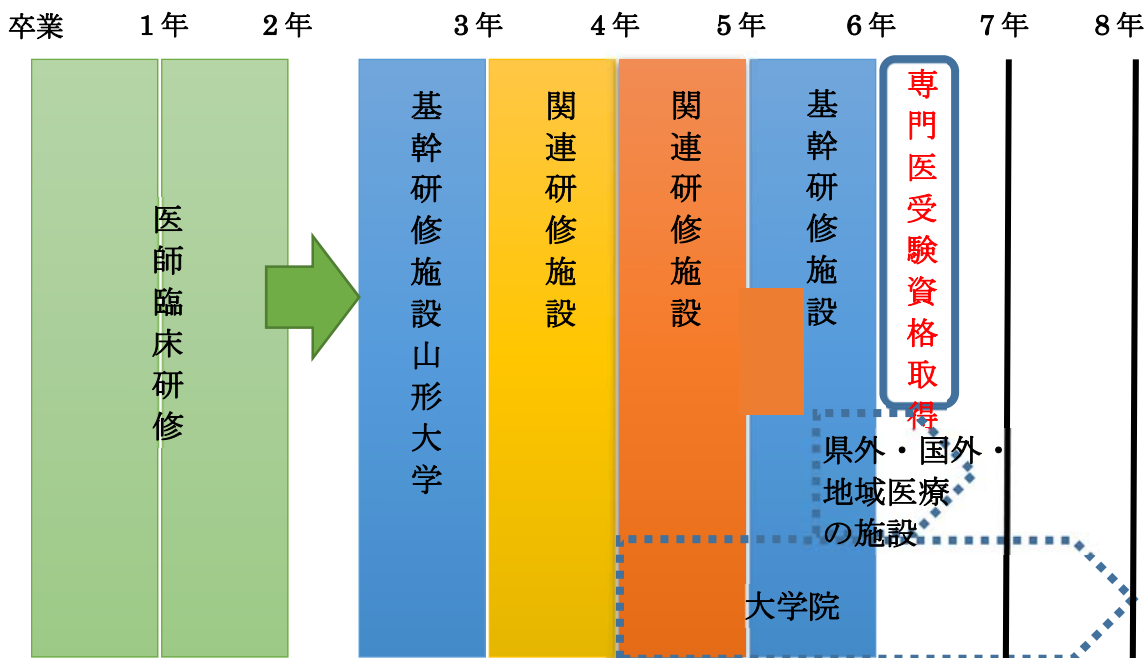 卒業 1年 2年 3年 4年 5年 6年 7年 8年
医師臨床研修
基幹研修施設山形大学
関連研修施設
関連研修施設
基幹研修施設
専門医受験資格取得
県外・国外・
地域医療
の施設
大学院